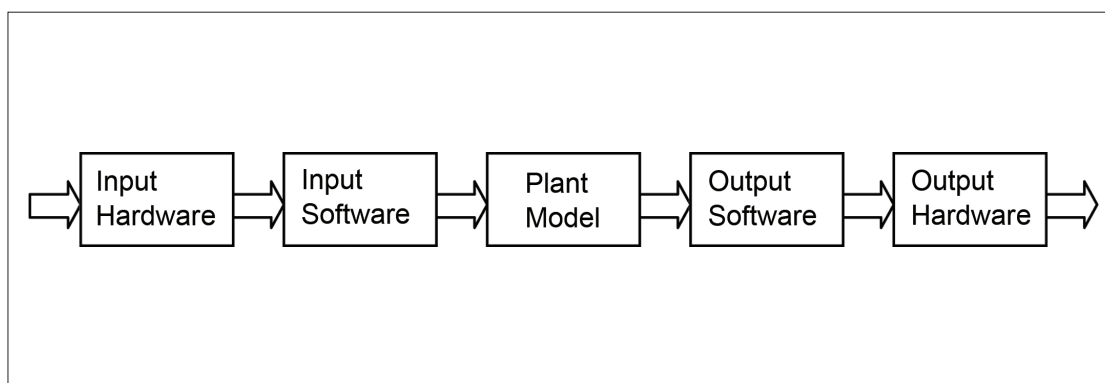 Input
Hardware
Input
Software
Plant
Model
Output
Software
Output
Hardware